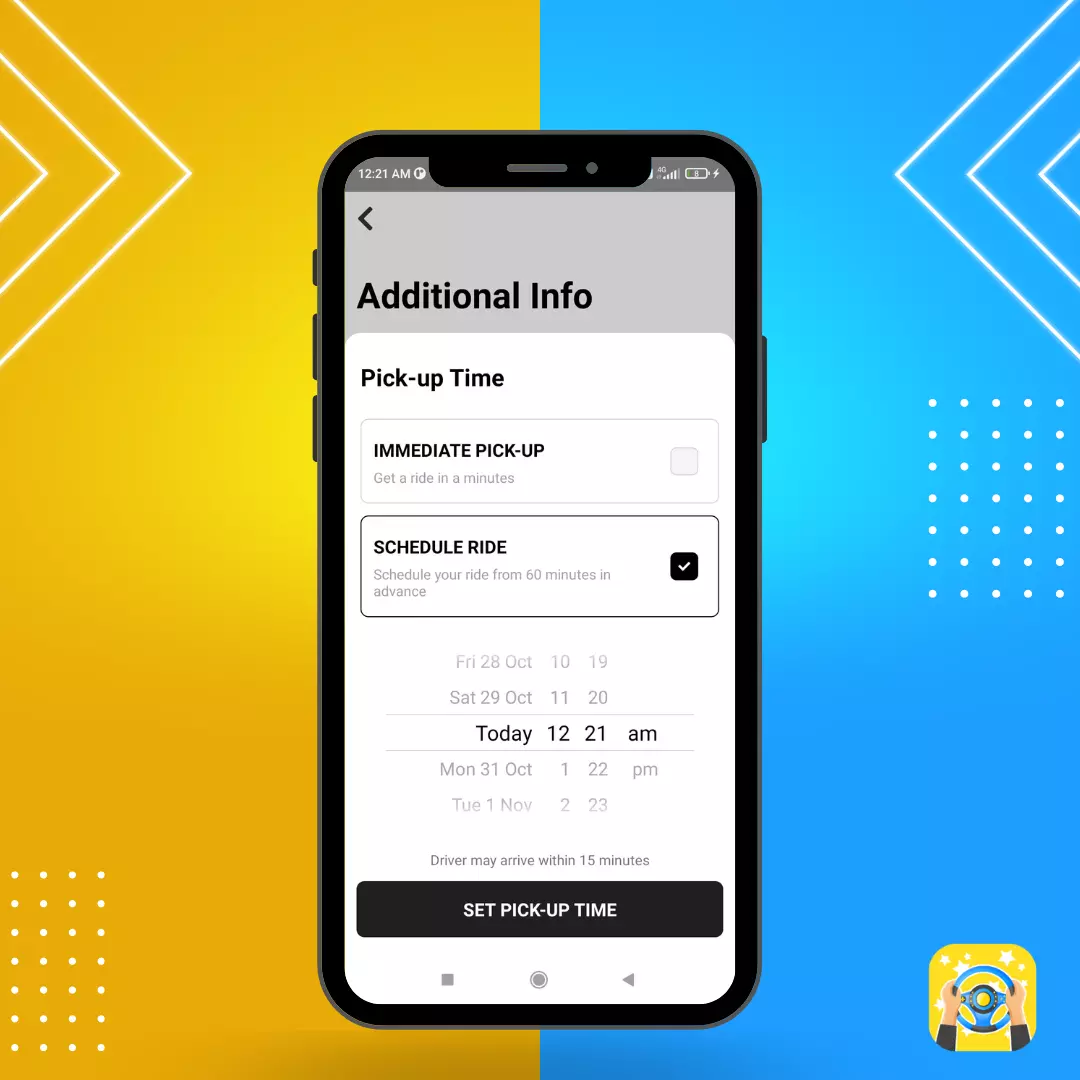 12:21 AM
4G
8
Additional Info
Pick-up Time
IMMEDIATE PICK-UP
Get a ride in a minutes
SCHEDULE RIDE
Schedule your ride from 60 minutes in
advance
Fri 28 Oct 10 19
Sat 29 Oct 11 20
Today 12 21 am
Mon 31 Oct 1 22 pm
Tue 1 Nov 2 23
Driver may arrive within 15 minutes
SET PICK-UP TIME